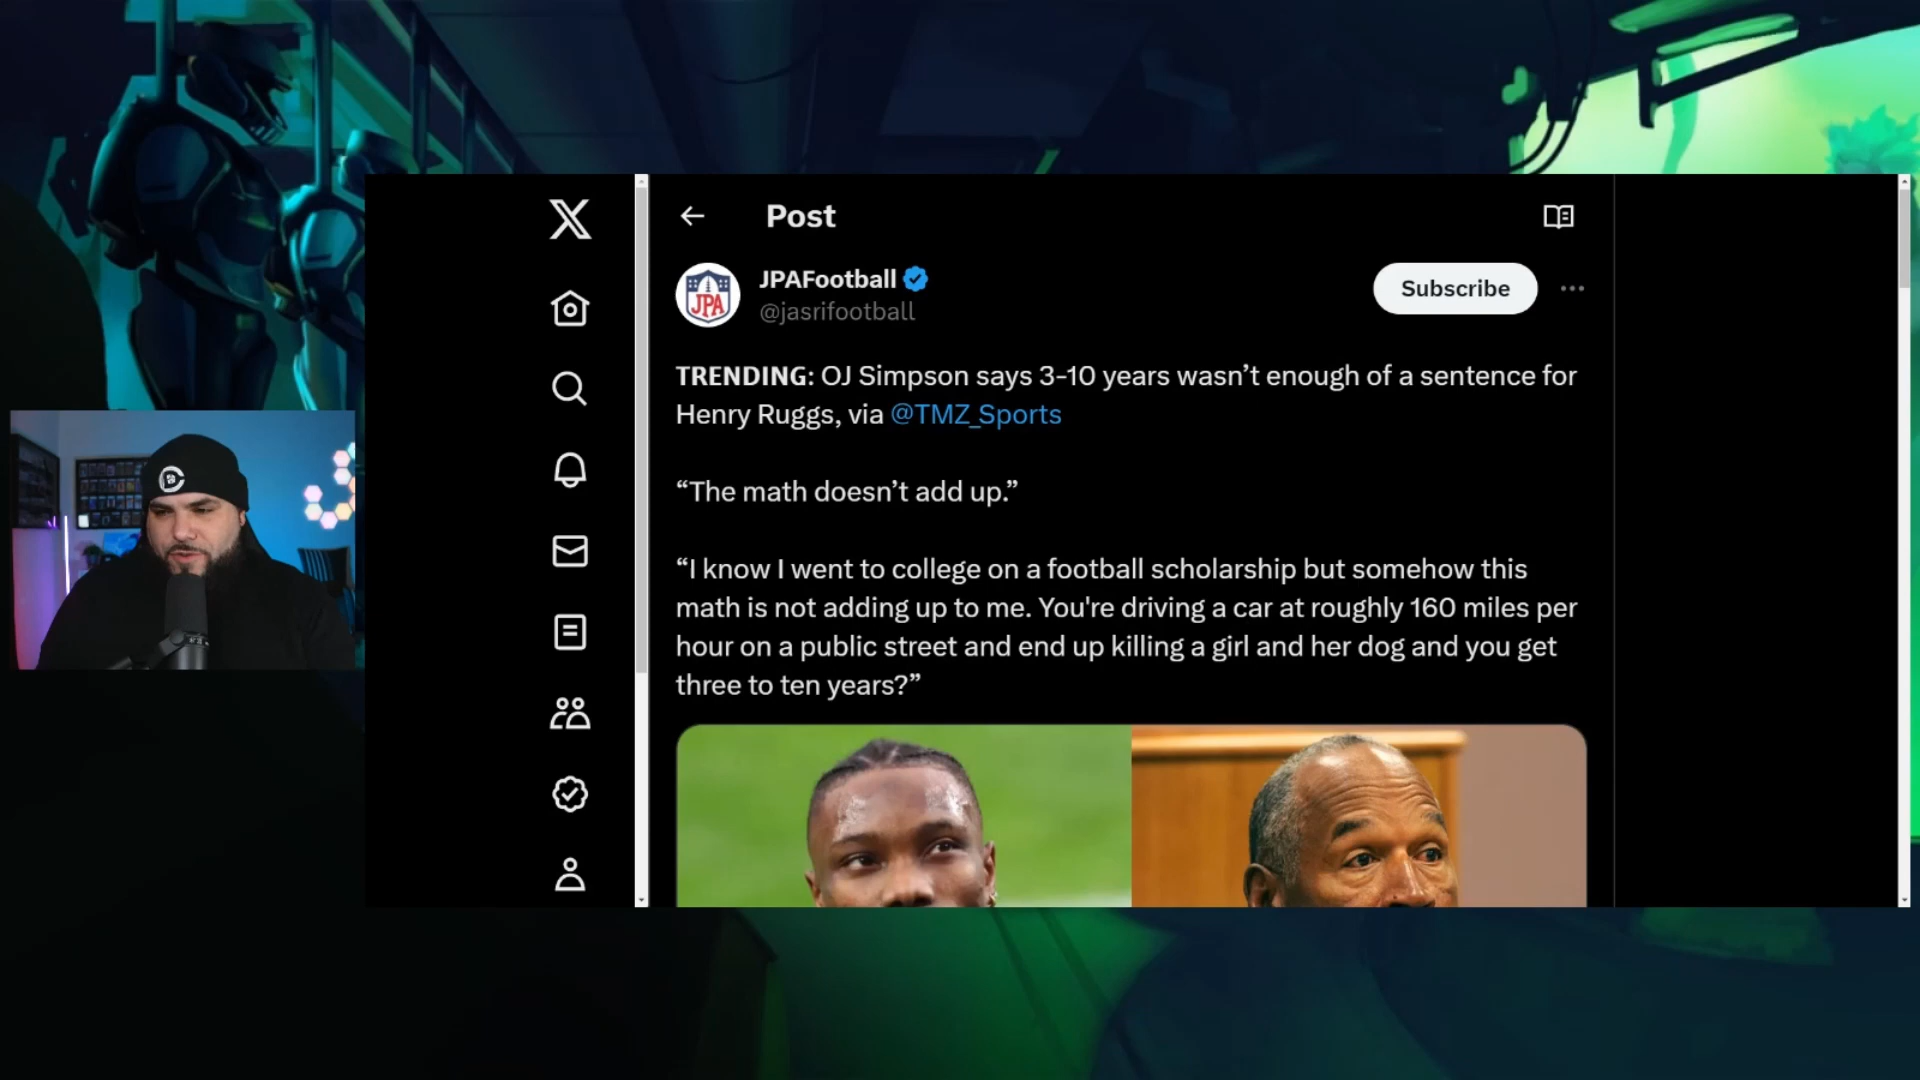 Post
JPAFootball
@jasrifootball
Subscribe
JPA
TRENDING: OJ Simpson says 3-10 years wasn’t enough of a sentence for
Henry Ruggs, via @TMZ_Sports
“The math doesn’t add up.”
“I know I went to college on a football scholarship but somehow this
math is not adding up to me. You're driving a car at roughly 160 miles per
hour on a public street and end up killing a girl and her dog and you get
three to ten years?”